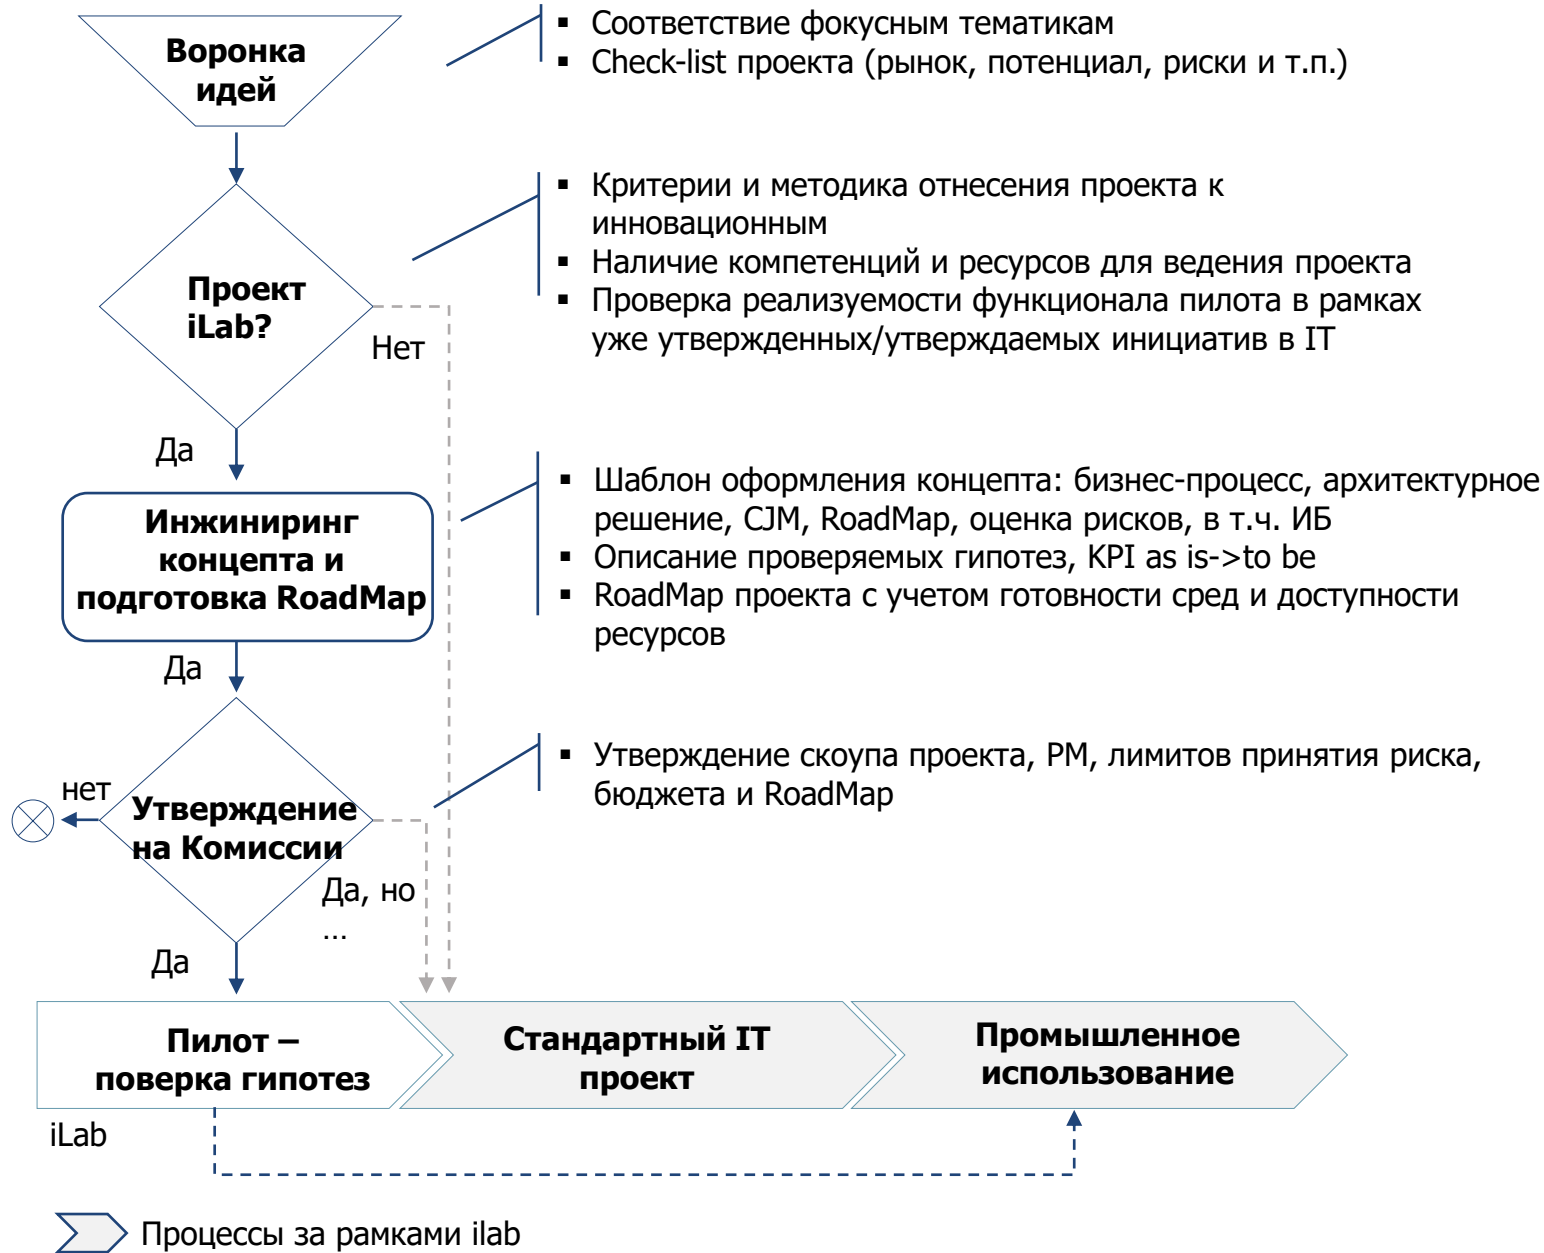 Воронка
идей
▪ Соответствие фокусным тематикам
▪ Check-list проекта (рынок, потенциал, риски и т.п.)
Проект
iLab?
Нет
▪ Критерии и методика отнесения проекта к
инновационным
▪ Наличие компетенций и ресурсов для ведения проекта
▪ Проверка реализуемости функционала пилота в рамках
уже утвержденных/утверждаемых инициатив в IT
Да
Инжиниринг
концепта и
подготовка RoadMap
▪ Шаблон оформления концепта: бизнес-процесс, архитектурное
решение, CJM, RoadMap, оценка рисков, в т.ч. ИБ
▪ Описание проверяемых гипотез, KPI as is->to be
▪ RoadMap проекта с учетом готовности сред и доступности
ресурсов
Да
нет
Утверждение
на Комиссии
▪ Утверждение скоупа проекта, PM, лимитов принятия риска,
бюджета и RoadMap
Да, но
...
Да
Пилот –
поверка гипотез
Стандартный IT
проект
Промышленное
использование
iLab
Процессы за рамками ilab